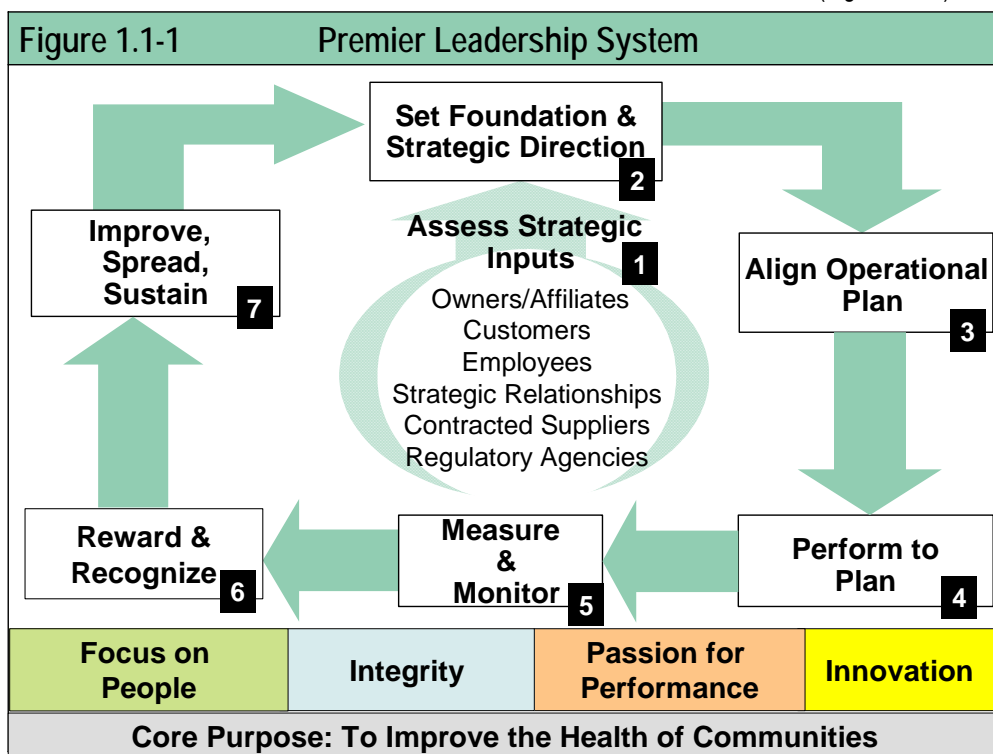 Figure 1.1-1 Premier Leadership System
Set Foundation &
Strategic Direction
2
Assess Strategic
Inputs
1
Owners/Affiliates
Customers
Employees
Strategic Relationships
Contracted Suppliers
Regulatory Agencies
Improve,
Spread,
Sustain
7
Align Operational
Plan
3
Reward &
Recognize
6
Measure
&
Monitor
5
Perform to
Plan
4
Focus on
People
Integrity
Passion for
Performance
Innovation
Core Purpose: To Improve the Health of Communities